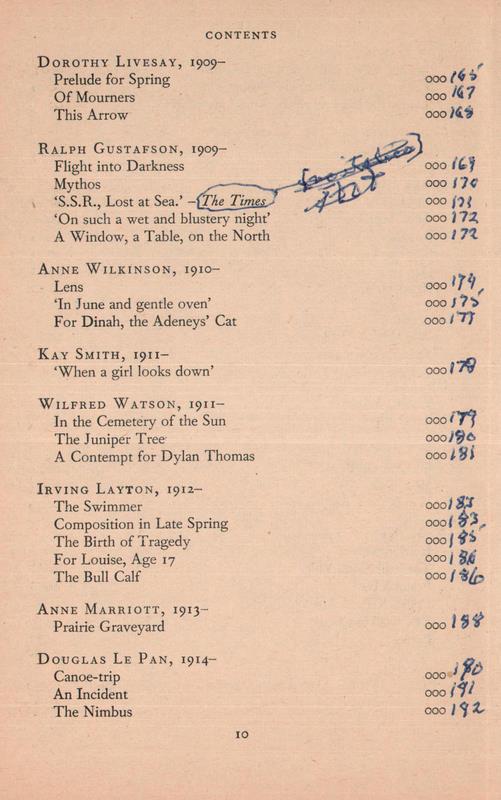 CONTENTS
DOROTHY LIVESAY, 1909–
Prelude for Spring 000 165
Of Mourners 000 167
This Arrow 000 168
RALPH GUSTAFSON, 1909–
Flight into Darkness 000 169
Mythos 000 170
'S.S.R., Lost at Sea.' –The Times 000 171
'On such a wet and blustery night' 000 172
A Window, a Table, on the North 000 172
ANNE WILKINSON, 1910–
Lens 000 174
'In June and gentle oven' 000 175
For Dinah, the Adeneys' Cat 000 177
KAY SMITH, 1911–
'When a girl looks down' 000 178
WILFRED WATSON, 1911–
In the Cemetery of the Sun 000 179
The Juniper Tree 000 180
A Contempt for Dylan Thomas 000 181
IRVING LAYTON, 1912–
The Swimmer 000 183
Composition in Late Spring 000 183
The Birth of Tragedy 000 185
For Louise, Age 17 000 186
The Bull Calf 000 186
ANNE MARRIOTT, 1913–
Prairie Graveyard 000 188
DOUGLAS LE PAN, 1914–
Canoe-trip 000 190
An Incident 000 191
The Nimbus 000 192
10